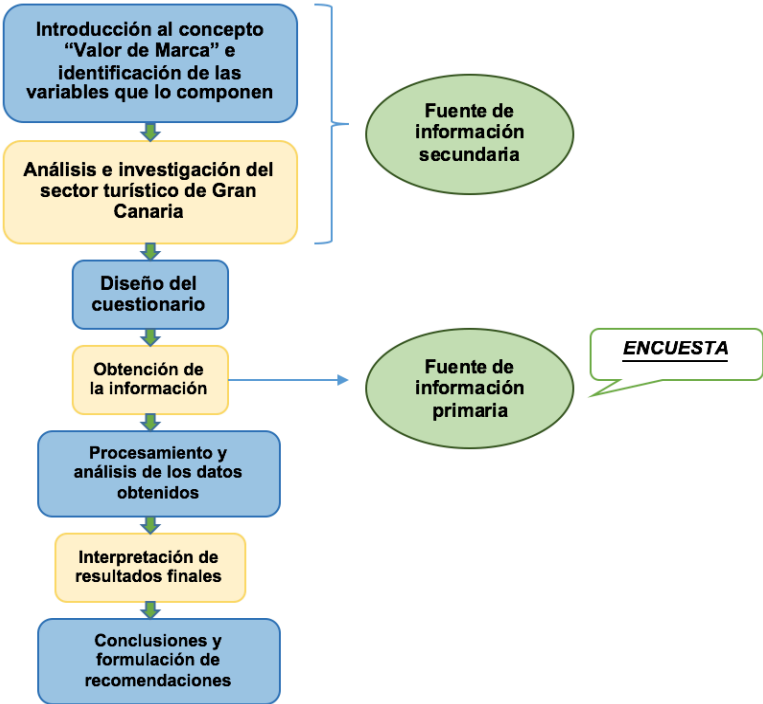 Introducción al concepto
“Valor de Marca” e
identificación de las
variables que lo componen
Fuente de
información
secundaria
Análisis e investigación del
sector turístico de Gran
Canaria
Diseño del
cuestionario
Obtención de
la información
Fuente de
información
primaria
ENCUESTA
Procesamiento y
análisis de los datos
obtenidos
Interpretación de
resultados finales
Conclusiones y
formulación de
recomendaciones